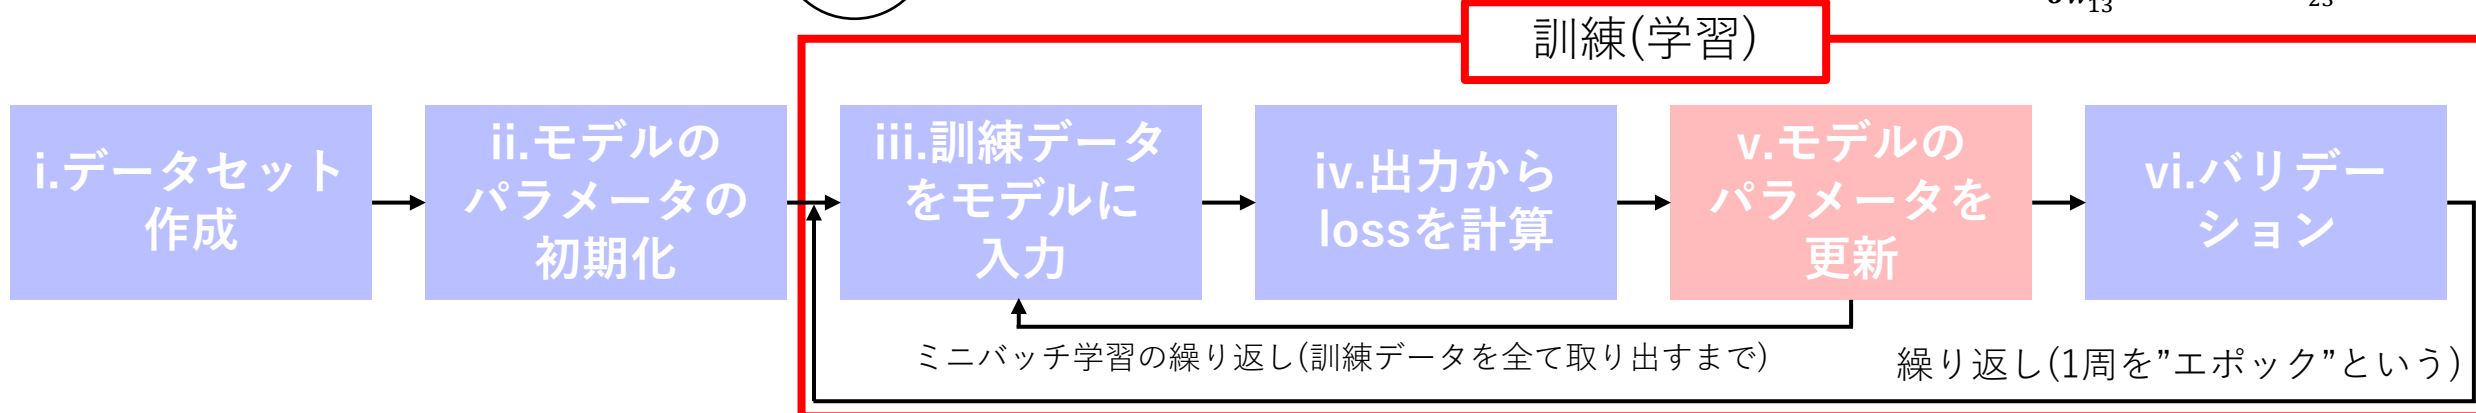 ∂w₁₃
₂₃
訓練(学習)
i.データセット
作成
ii.モデルの
パラメータの
初期化
iii.訓練データ
をモデルに
入力
iv.出力から
lossを計算
v.モデルの
パラメータを
更新
vi.バリデー
ション
ミニバッチ学習の繰り返し(訓練データを全て取り出すまで)
繰り返し(1周を”エポック”という)